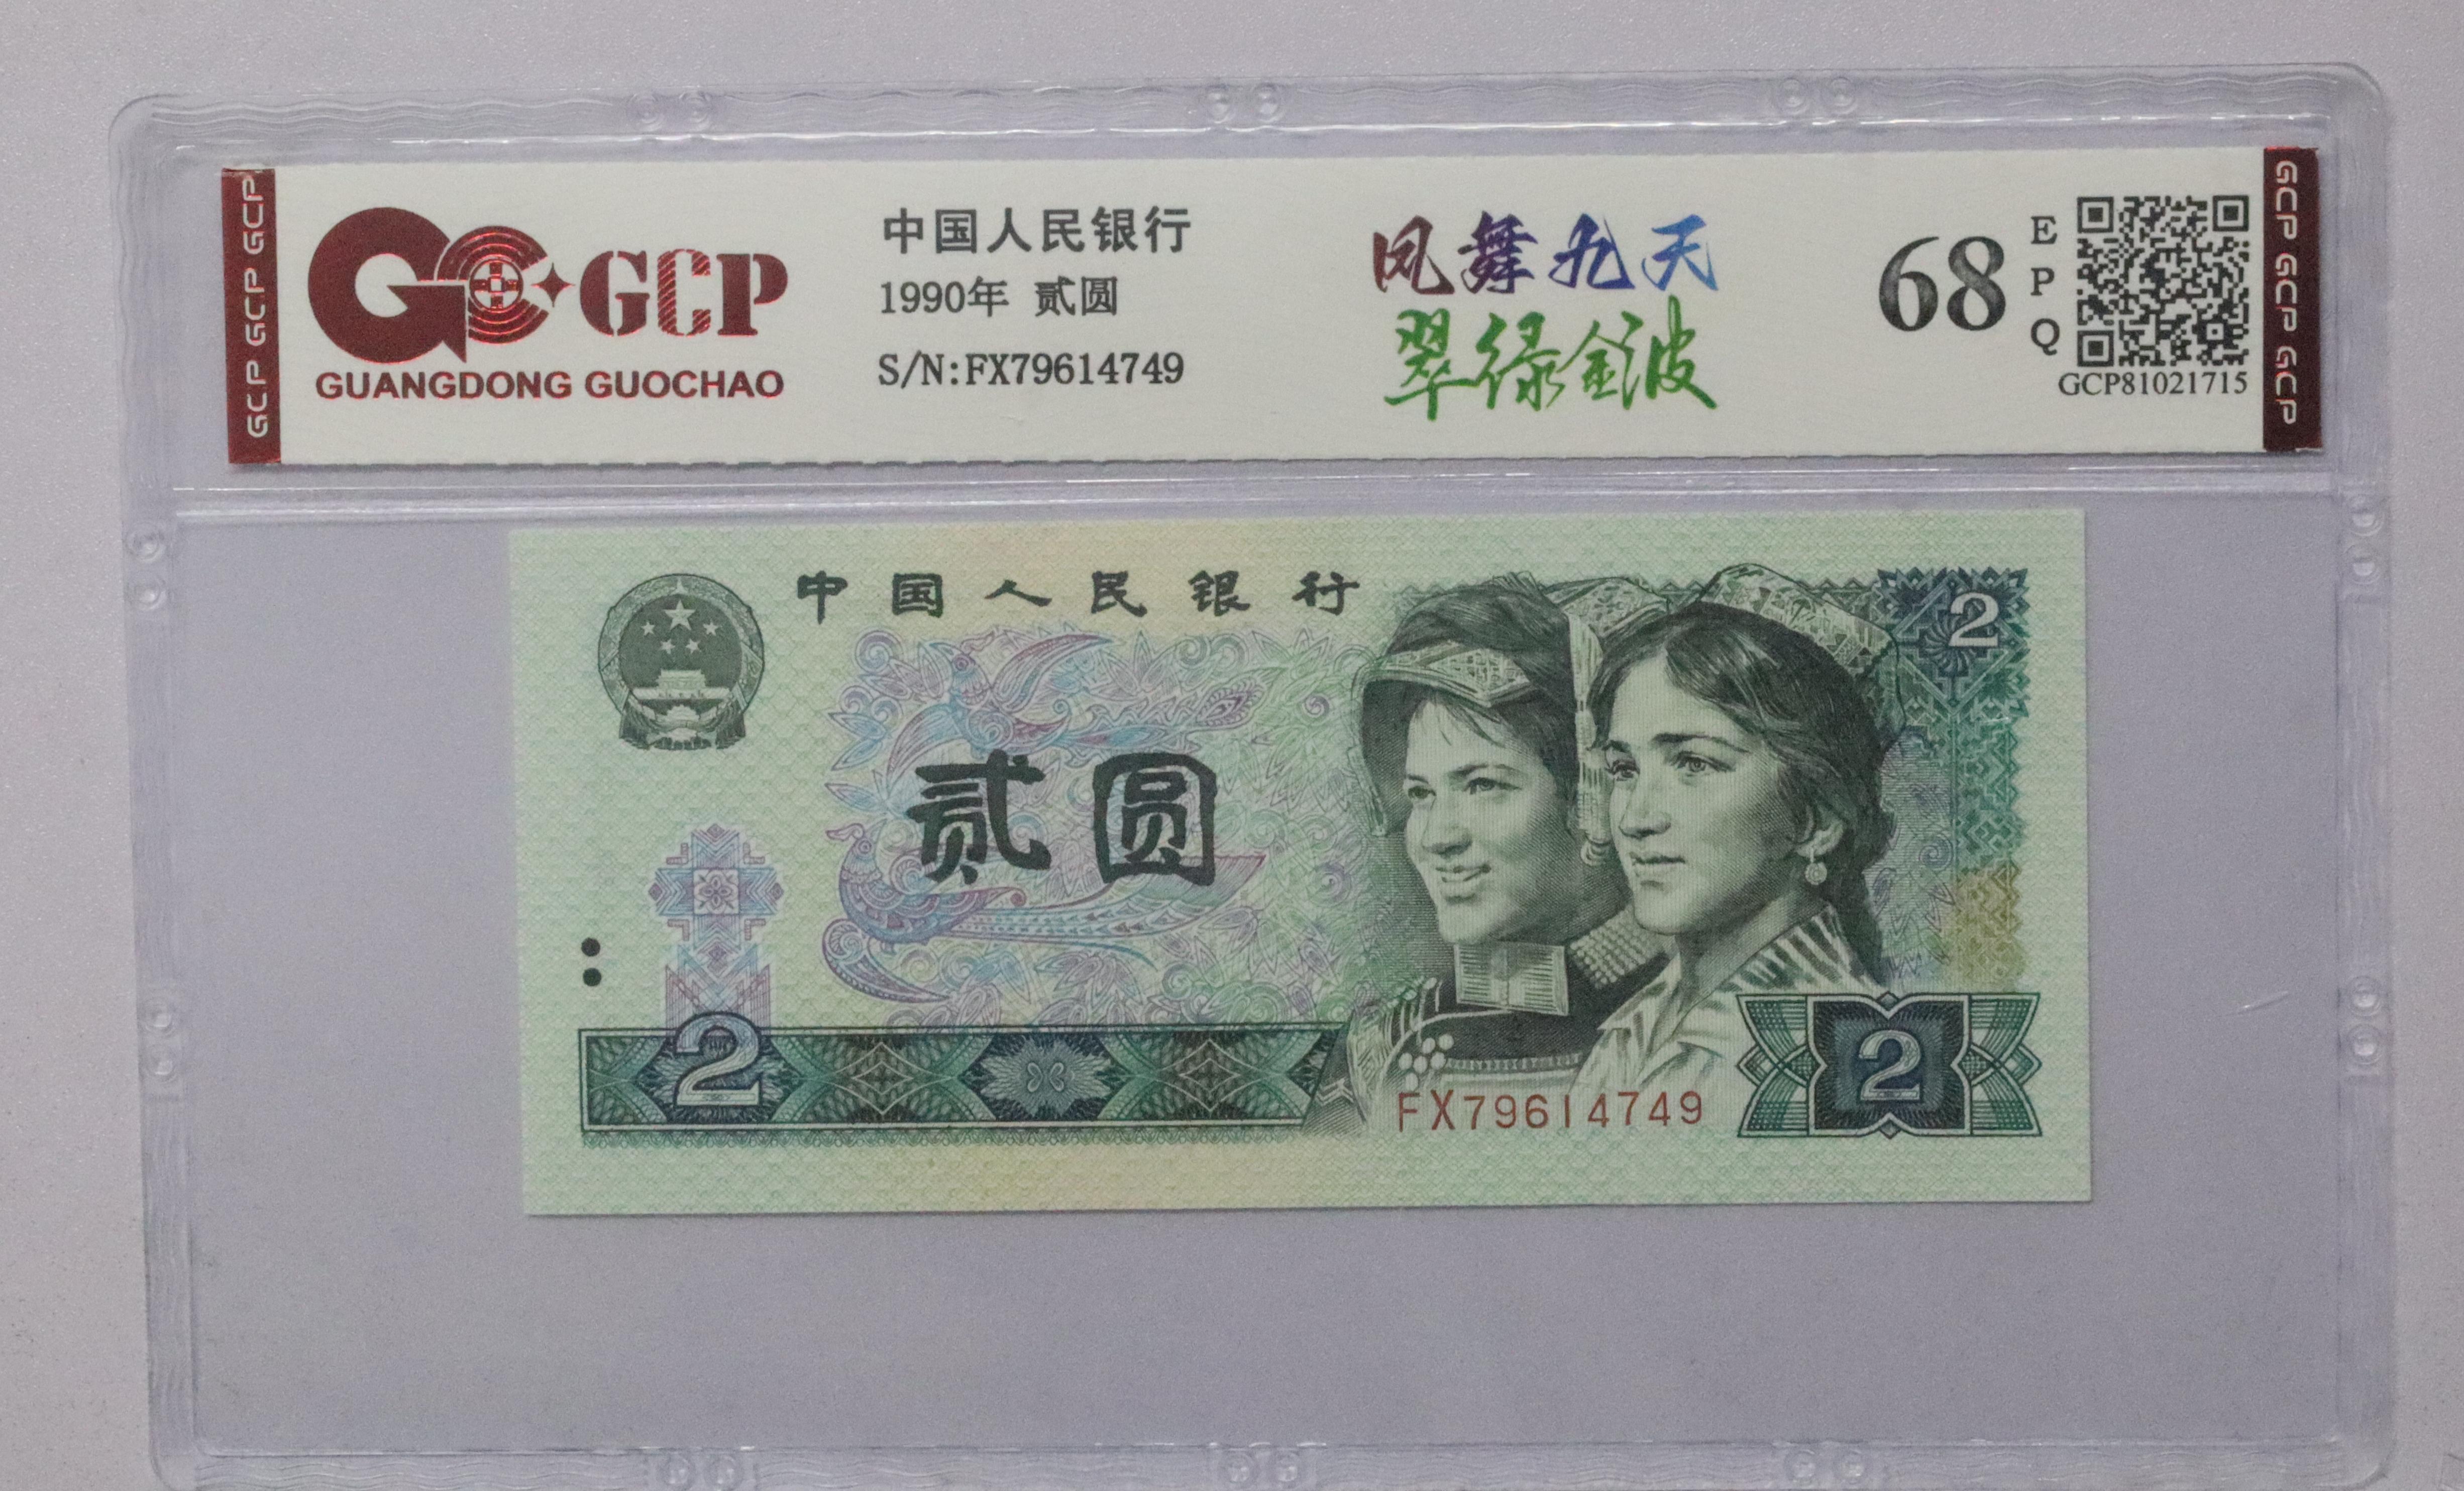 GCP GCP GCP
GCP
GUANGDONG GUOCHAO
中国人民银行
1990年 贰圆
S/N:FX79614749
凤舞九天
翠绿金波
68
EPQ
GCP81021715
GCP GCP GCP
中国人民银行
2
贰圆
2
2
FX79614749